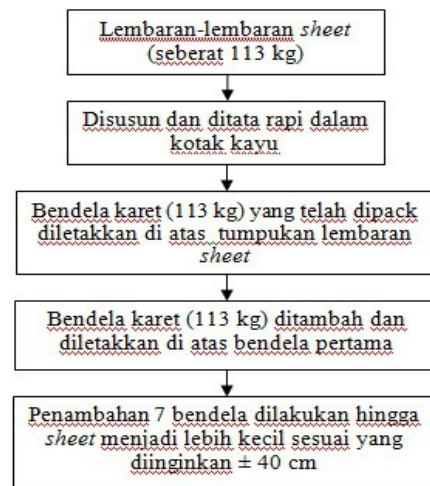 Lembaran-lembaran sheet
(seberat 113 kg)
Disusun dan ditata rapi dalam
kotak kayu
Bendela karet (113 kg) yang telah dipack
diletakkan di atas tumpukan lembaran
sheet
Bendela karet (113 kg) ditambah dan
diletakkan di atas bendela pertama
Penambahan 7 bendela dilakukan hingga
sheet menjadi lebih kecil sesuai yang
diinginkan ± 40 cm